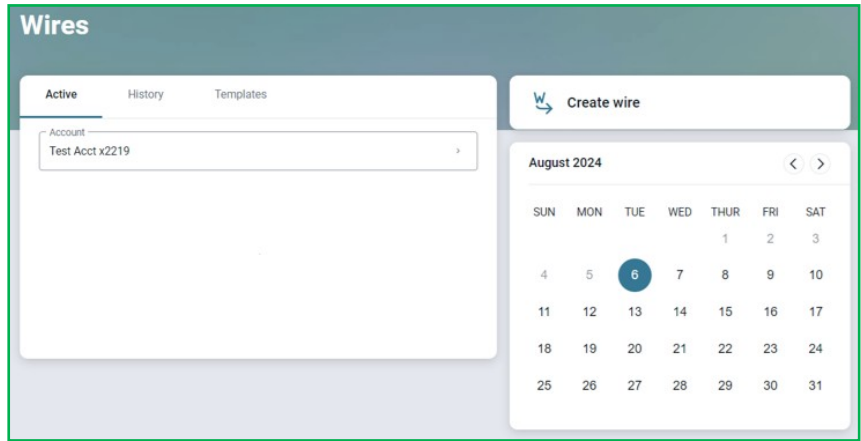 Wires
Active History Templates
Account
Test Acct x2219
Create wire
August 2024
SUN MON TUE WED THUR FRI SAT
1 2 3
4 5 6 7 8 9 10
11 12 13 14 15 16 17
18 19 20 21 22 23 24
25 26 27 28 29 30 31